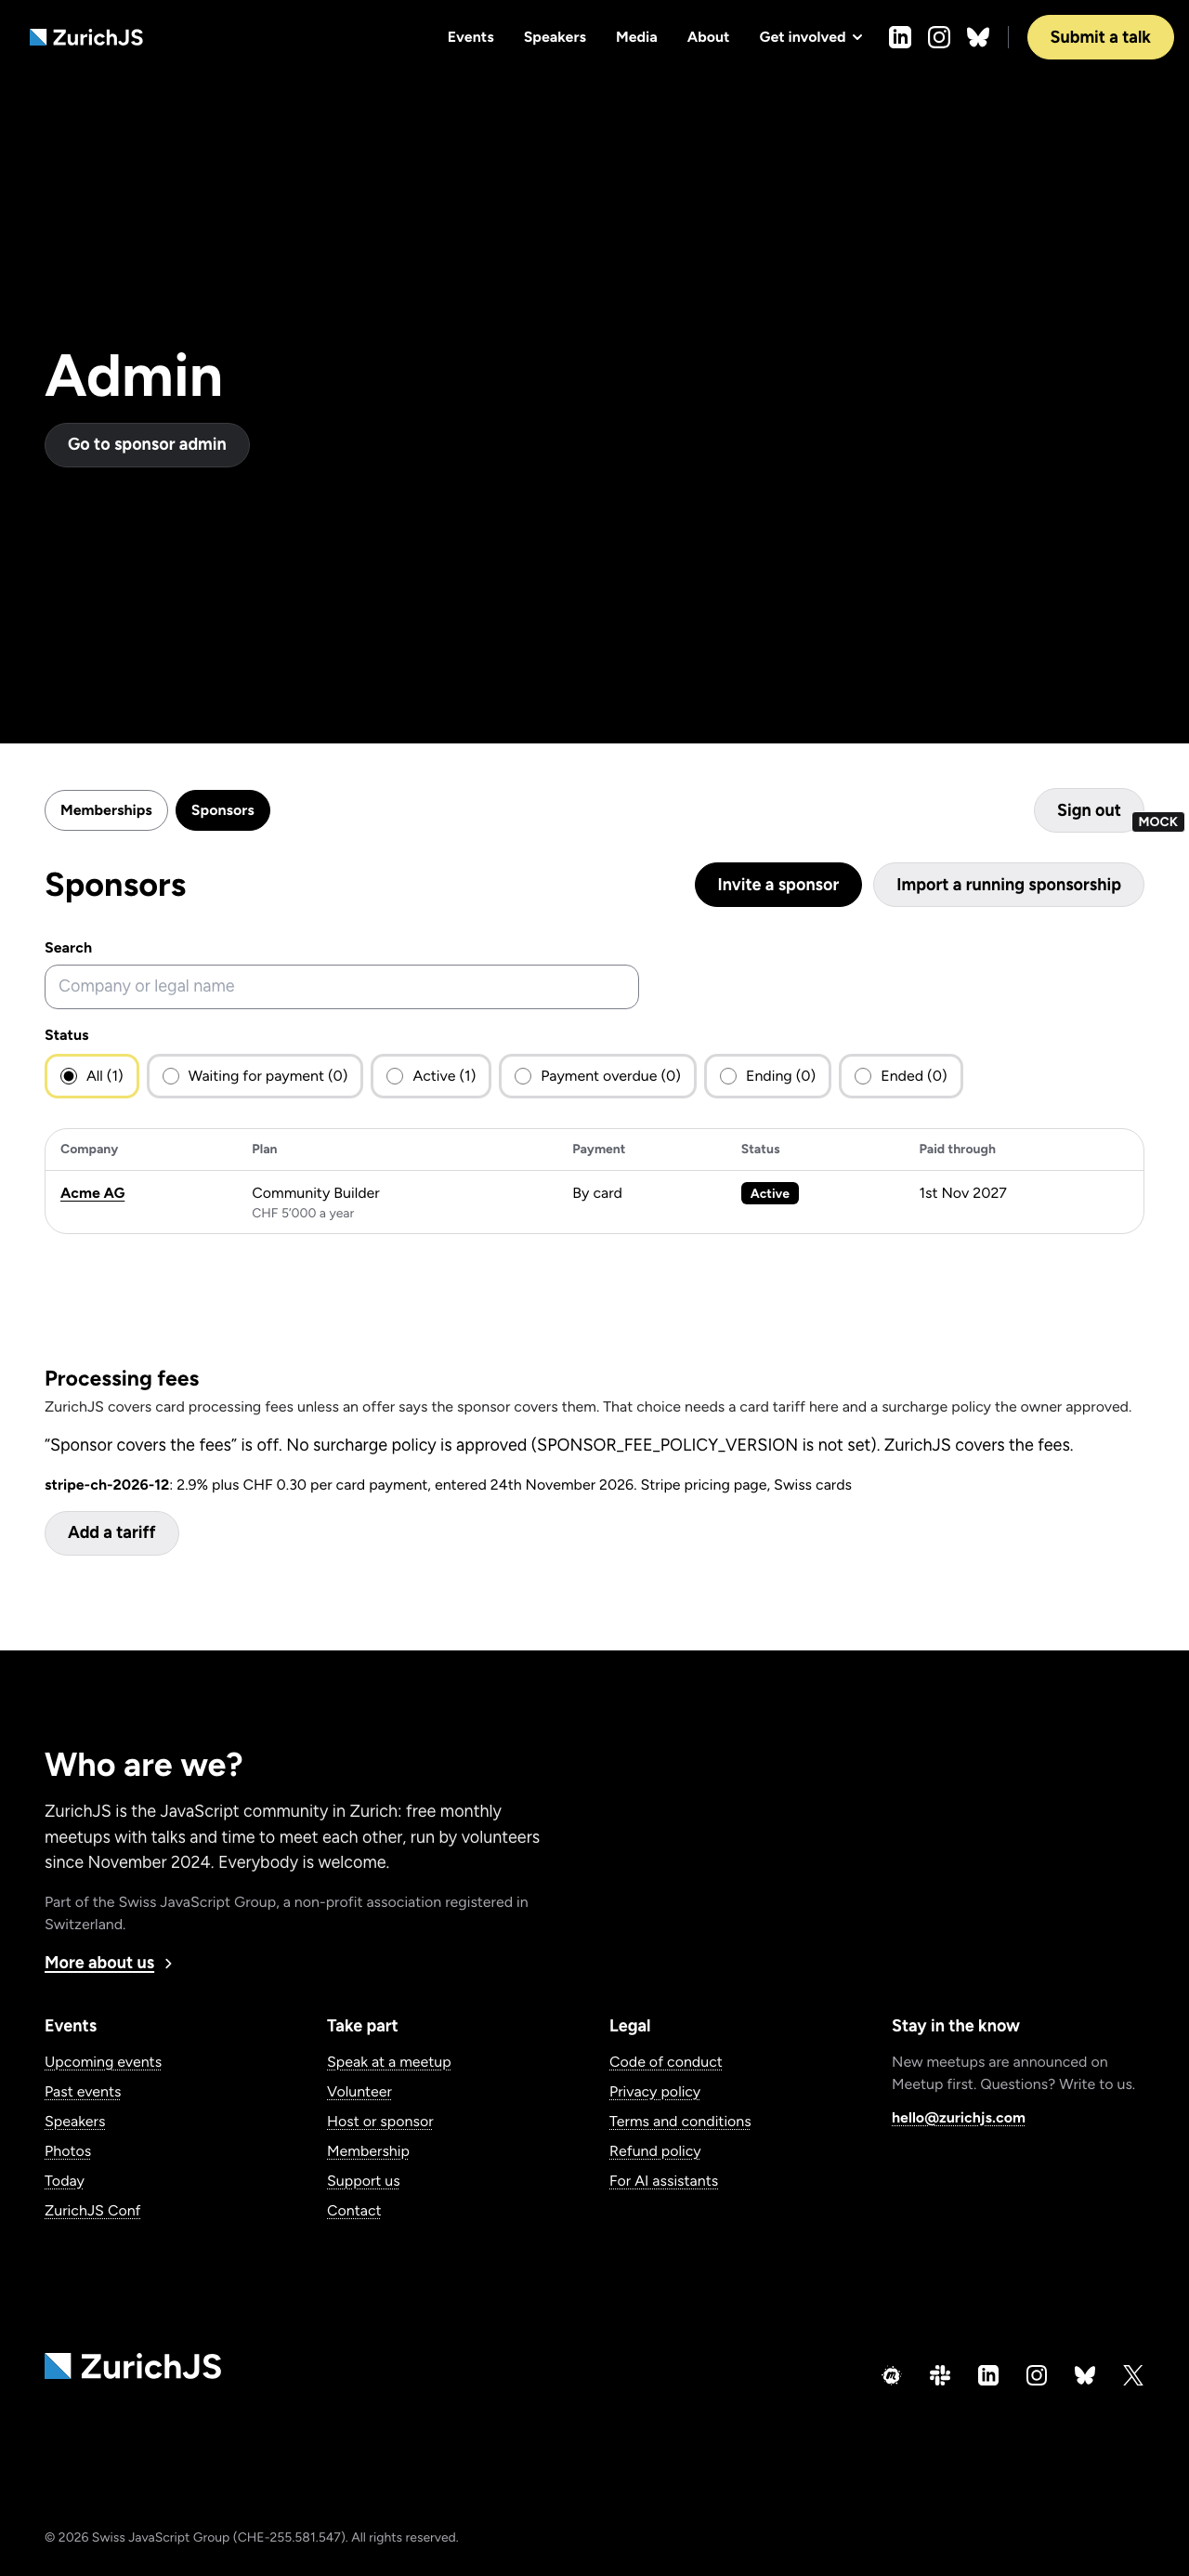 ZurichJS
Events Speakers Media About Get involved Submit a talk
Admin
Go to sponsor admin
Memberships Sponsors Sign out
MOCK
Sponsors Invite a sponsor Import a running sponsorship
Search
Company or legal name
Status
All (1) Waiting for payment (0) Active (1) Payment overdue (0) Ending (0) Ended (0)
Company Plan Payment Status Paid through
Acme AG Community Builder By card Active 1st Nov 2027
CHF 5’000 a year
Processing fees
ZurichJS covers card processing fees unless an offer says the sponsor covers them. That choice needs a card tariff here and a surcharge policy the owner approved.
“Sponsor covers the fees” is off. No surcharge policy is approved (SPONSOR_FEE_POLICY_VERSION is not set). ZurichJS covers the fees.
stripe-ch-2026-12: 2.9% plus CHF 0.30 per card payment, entered 24th November 2026. Stripe pricing page, Swiss cards
Add a tariff
Who are we?
ZurichJS is the JavaScript community in Zurich: free monthly
meetups with talks and time to meet each other, run by volunteers
since November 2024. Everybody is welcome.
Part of the Swiss JavaScript Group, a non-profit association registered in
Switzerland.
More about us
Events
Upcoming events
Past events
Speakers
Photos
Today
ZurichJS Conf
Take part
Speak at a meetup
Volunteer
Host or sponsor
Membership
Support us
Contact
Legal
Code of conduct
Privacy policy
Terms and conditions
Refund policy
For AI assistants
Stay in the know
New meetups are announced on
Meetup first. Questions? Write to us.
hello@zurichjs.com
ZurichJS
© 2026 Swiss JavaScript Group (CHE-255.581.547). All rights reserved.